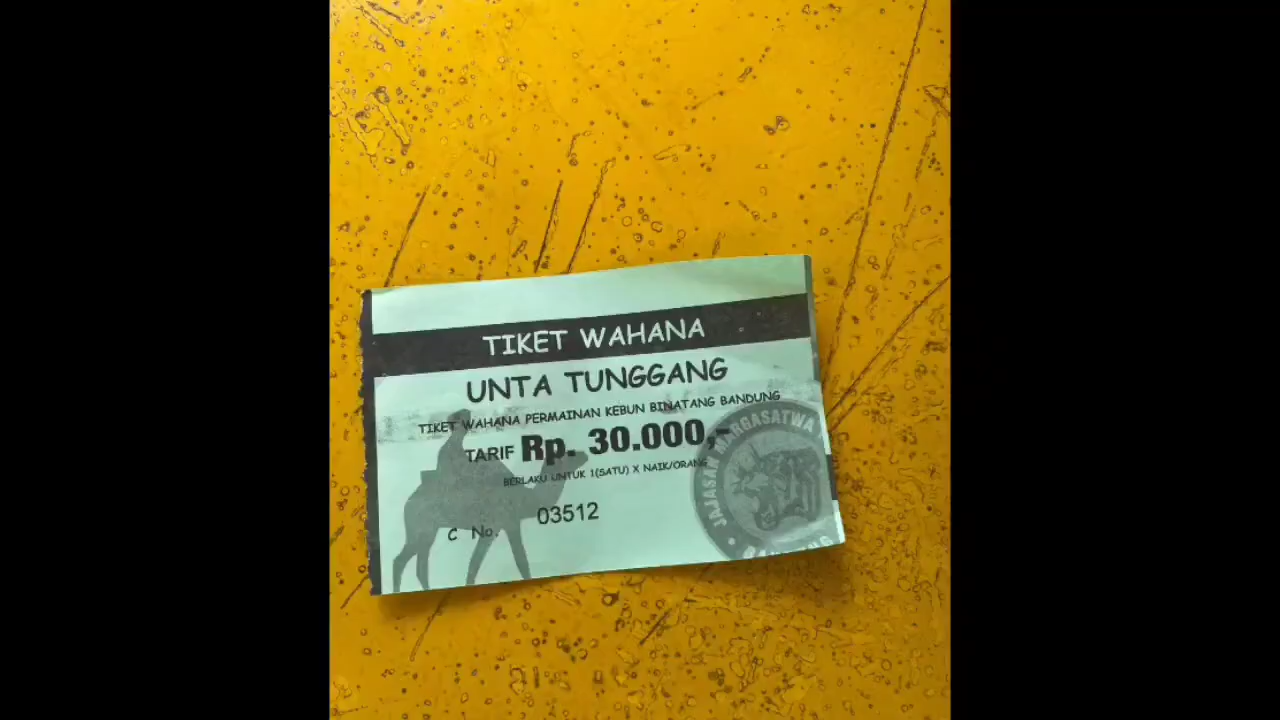 TIKET WAHANA
UNTA TUNGGANG
TIKET WAHANA PERMAINAN KEBUN BINATANG BANDUNG
TARIF Rp. 30.000,-
BERLAKU UNTUK 1(SATU) X NAIK/ORANG
C No. 03512
JAJASAN MARGASATWA
BANDUNG